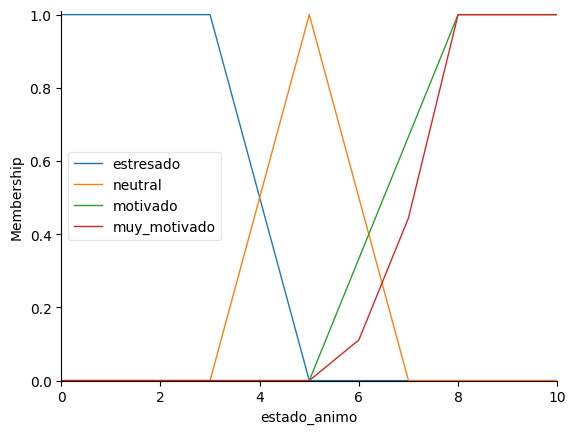 1.0
0.8
0.6
0.4
0.2
0.0
Membership
estresado
neutral
motivado
muy_motivado
0 2 4 6 8 10
estado_animo